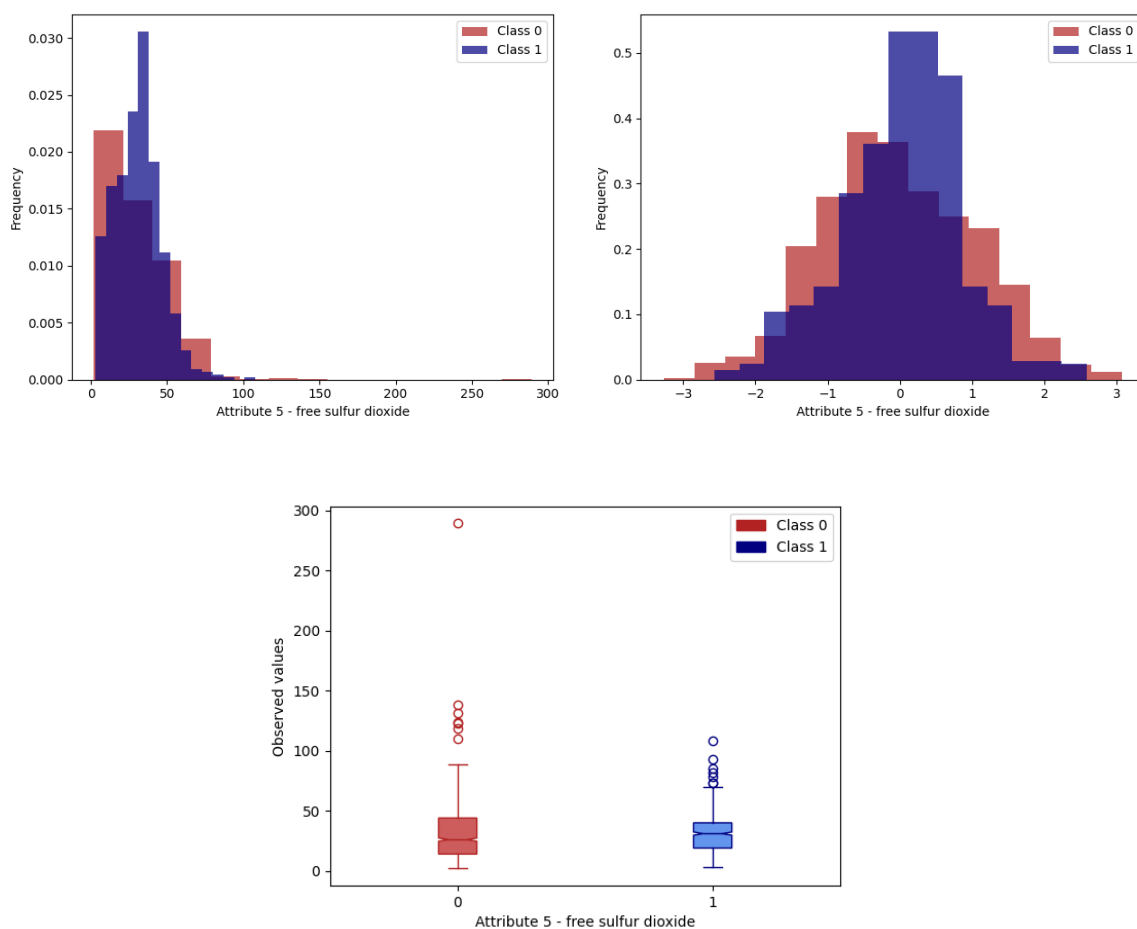 Class 0
Class 1
0.030
0.025
0.020
0.015
0.010
0.005
0.000
Frequency
0 50 100 150 200 250 300
Attribute 5 - free sulfur dioxide
Class 0
Class 1
0.5
0.4
0.3
0.2
0.1
0.0
Frequency
−3 −2 −1 0 1 2 3
Attribute 5 - free sulfur dioxide
Class 0
Class 1
300
250
200
150
100
50
0
Observed values
0 1
Attribute 5 - free sulfur dioxide